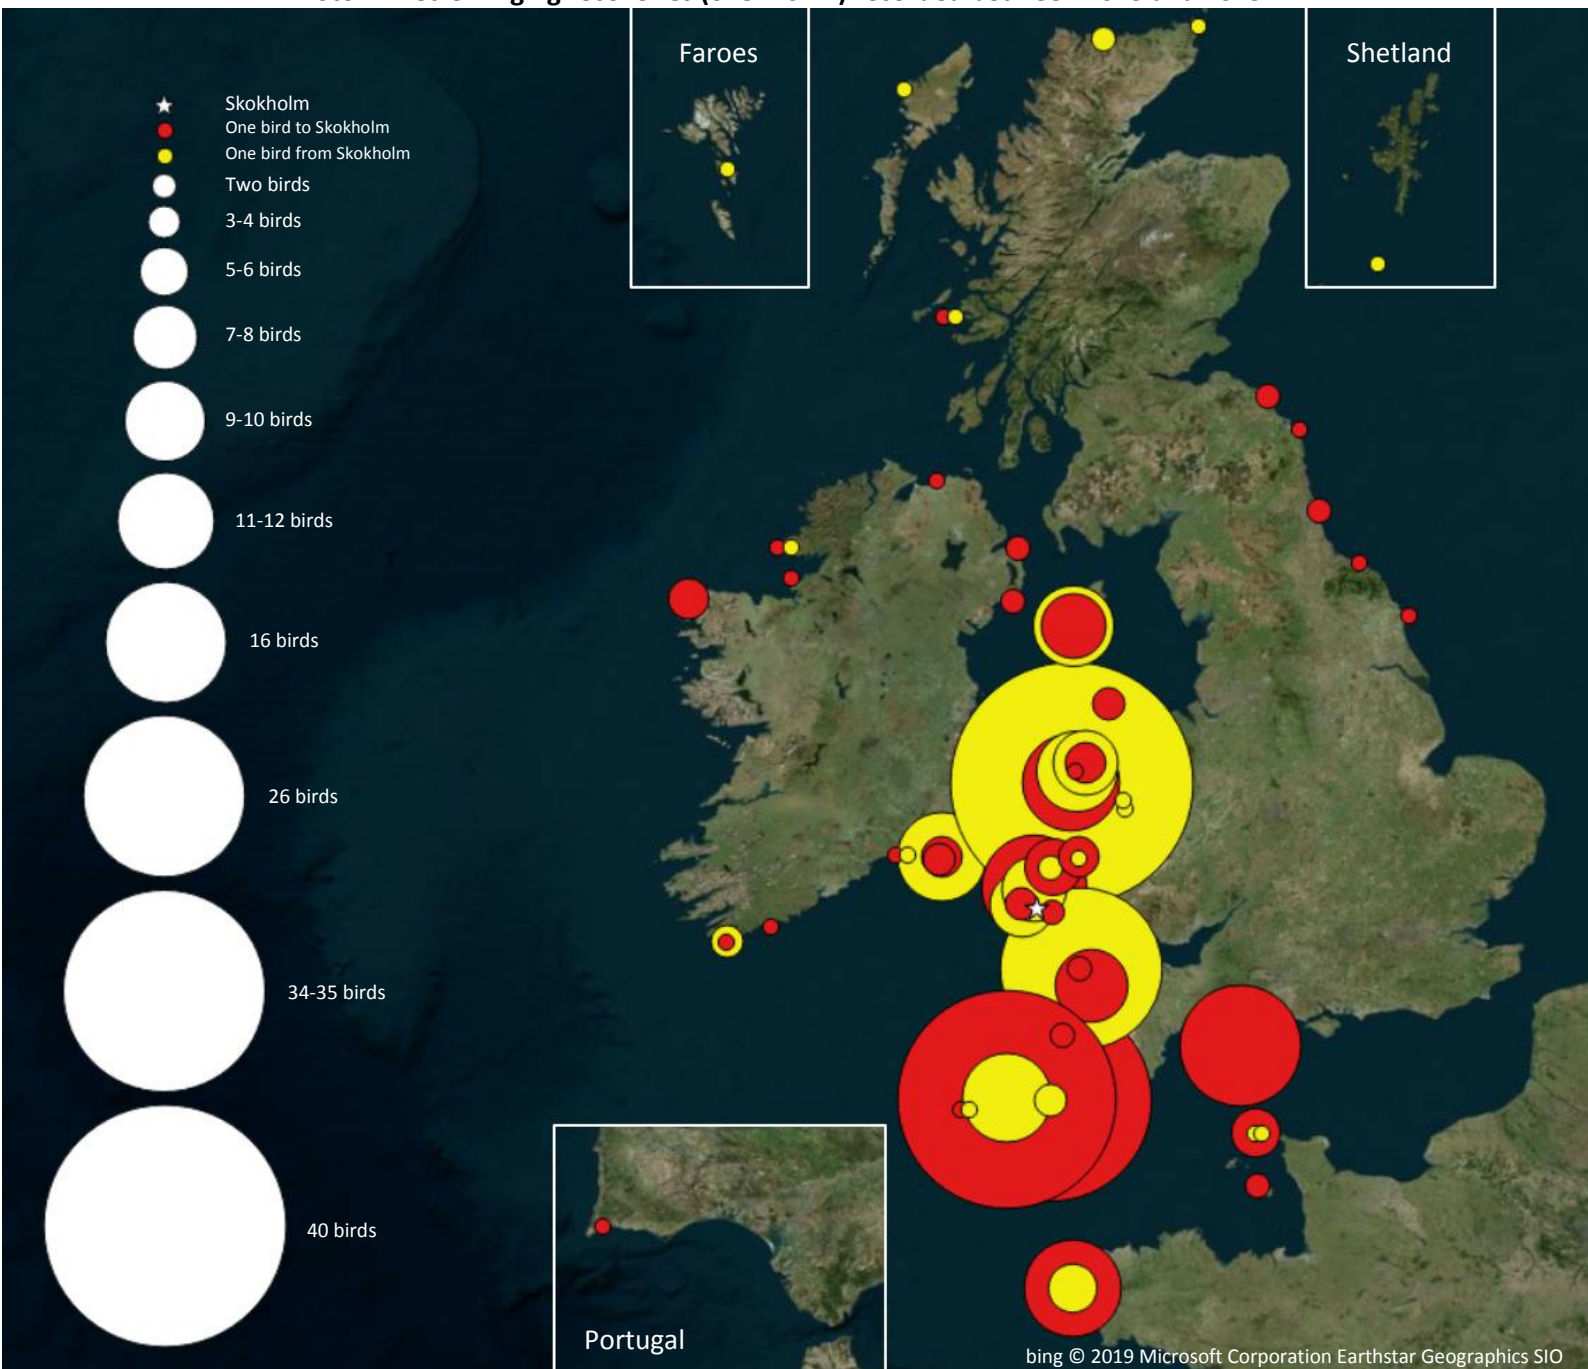 Faroes
Shetland
Skokholm
One bird to Skokholm
One bird from Skokholm
Two birds
3-4 birds
5-6 birds
7-8 birds
9-10 birds
11-12 birds
16 birds
26 birds
34-35 birds
40 birds
Portugal
bing © 2019 Microsoft Corporation Earthstar Geographics SIO